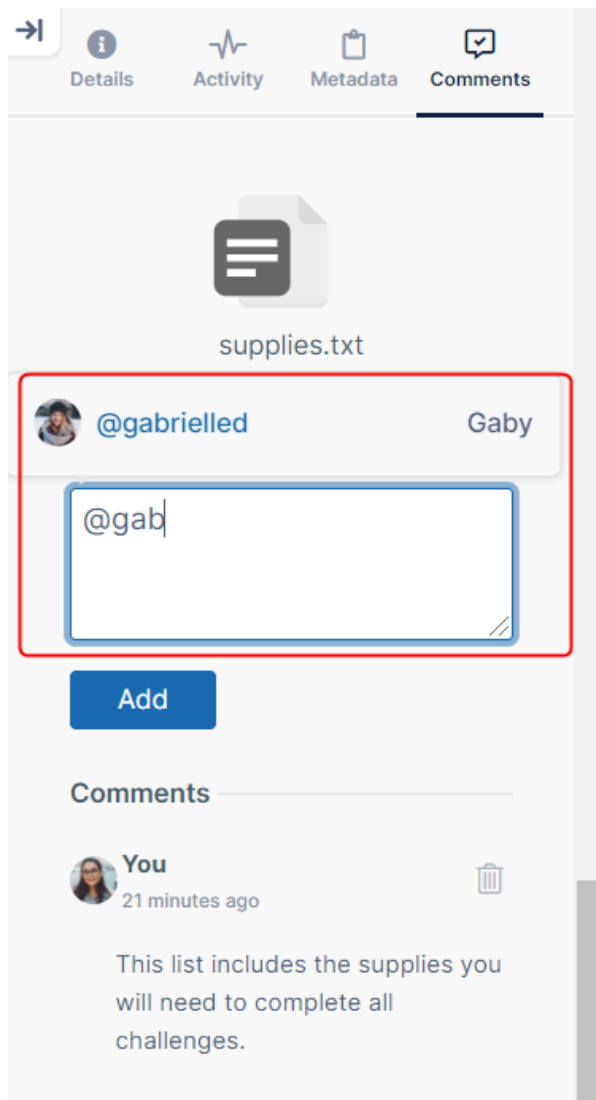 Details Activity Metadata Comments
supplies.txt
@gabrielled Gaby
@gab
Add
Comments
You
21 minutes ago
This list includes the supplies you
will need to complete all
challenges.